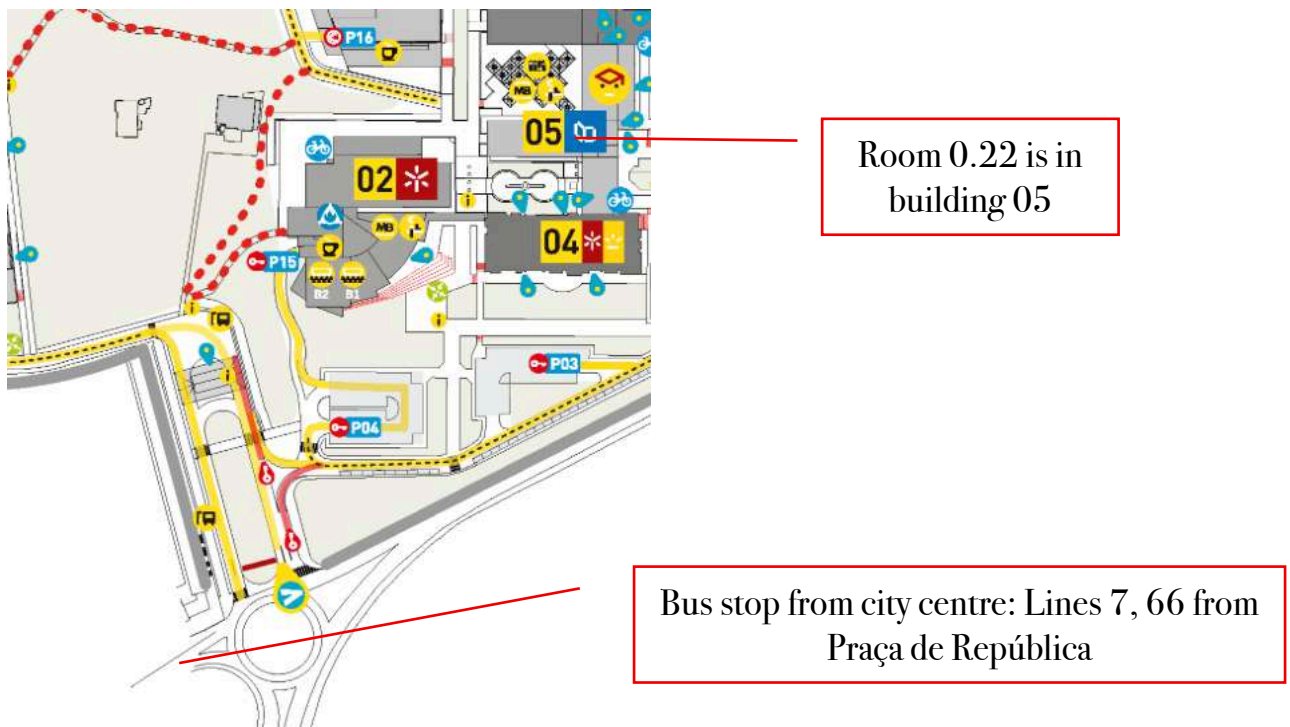 P16
MB
05
Room 0.22 is in
building 05
02
i
MB
04
P15
B2 B1
i
i
i
P03
P04
Bus stop from city centre: Lines 7, 66 from
Praça de República